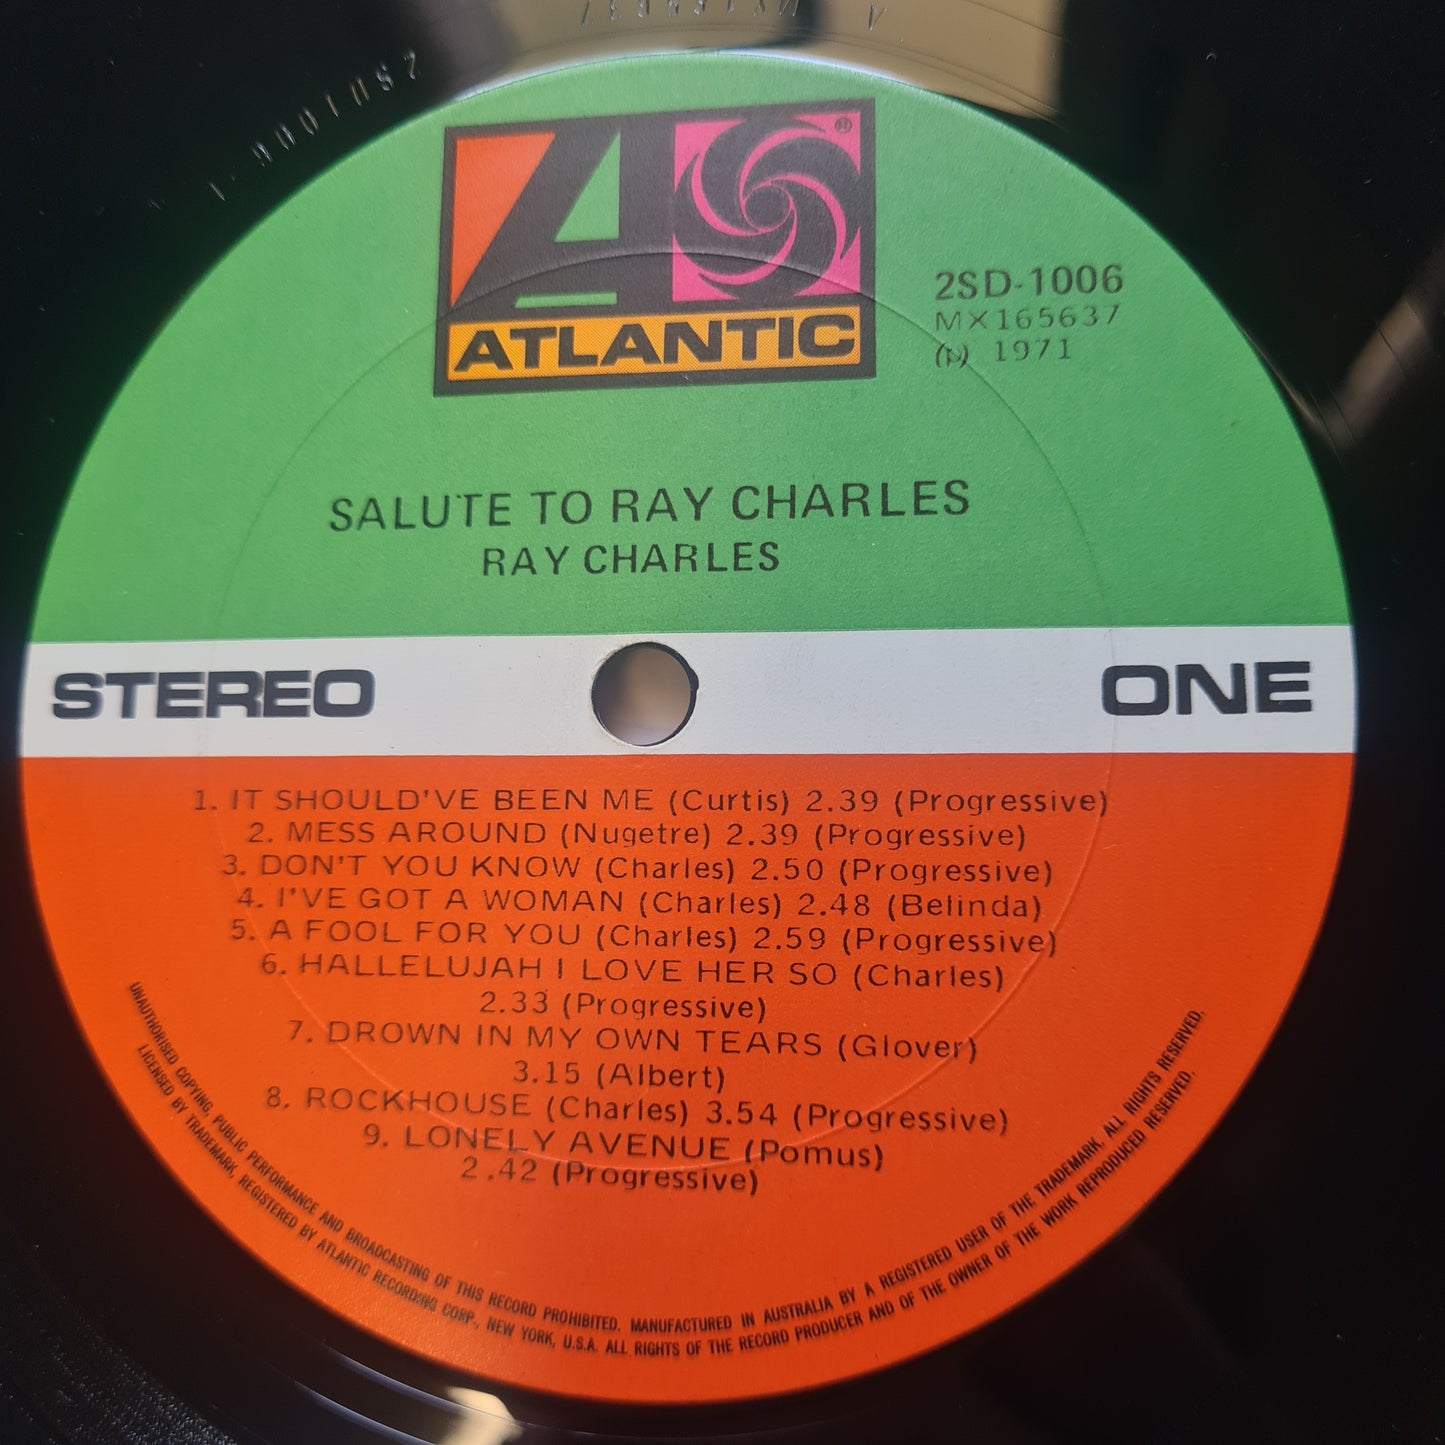 2SD1006-1
A
ATLANTIC
®
2SD-1006
MX165637
(p) 1971
SALUTE TO RAY CHARLES
RAY CHARLES
STEREO
ONE
1. IT SHOULD'VE BEEN ME (Curtis) 2.39 (Progressive)
2. MESS AROUND (Nugetre) 2.39 (Progressive)
3. DON'T YOU KNOW (Charles) 2.50 (Progressive)
4. I'VE GOT A WOMAN (Charles) 2.48 (Belinda)
5. A FOOL FOR YOU (Charles) 2.59 (Progressive)
6. HALLELUJAH I LOVE HER SO (Charles)
2.33 (Progressive)
7. DROWN IN MY OWN TEARS (Glover)
3.15 (Albert)
8. ROCKHOUSE (Charles) 3.54 (Progressive)
9. LONELY AVENUE (Pomus)
2.42 (Progressive)
UNAUTHORISED COPYING, PUBLIC PERFORMANCE AND BROADCASTING OF THIS RECORD PROHIBITED. MANUFACTURED IN AUSTRALIA BY A REGISTERED USER OF THE TRADEMARK. ALL RIGHTS RESERVED.
LICENSED BY TRADEMARK, REGISTERED BY ATLANTIC RECORDING CORP., NEW YORK, U.S.A. ALL RIGHTS OF THE RECORD PRODUCER AND OF THE OWNER OF THE WORK REPRODUCED RESERVED.